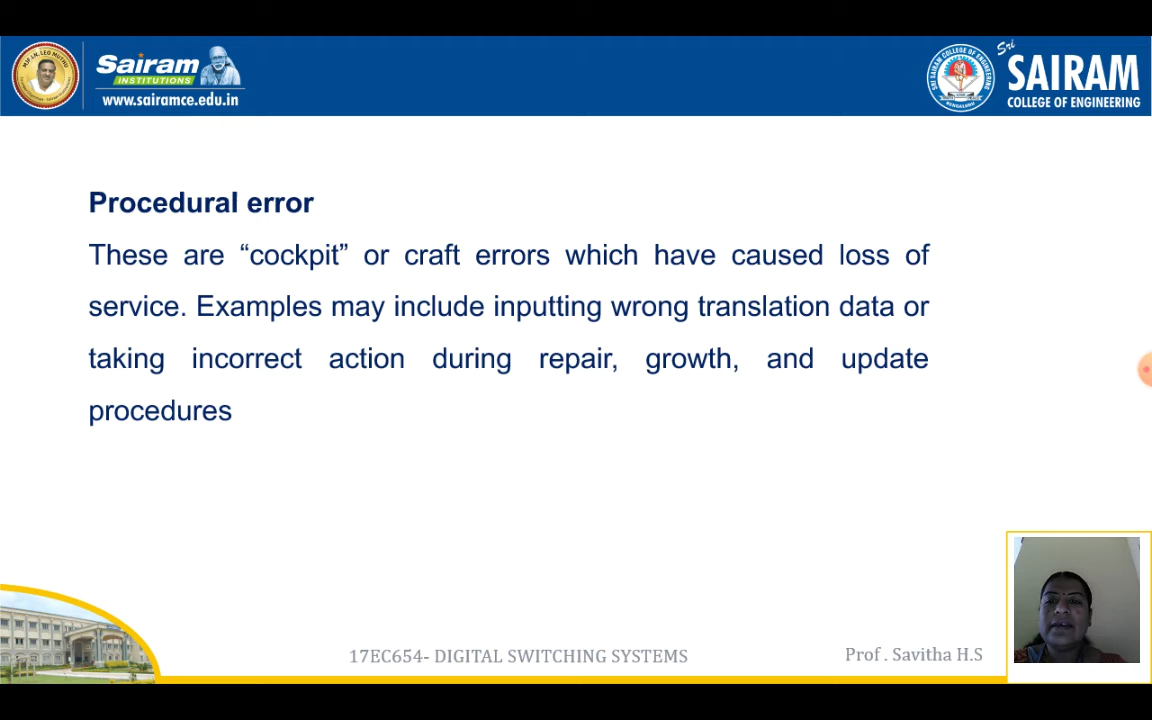 Sairam
INSTITUTIONS
www.sairamce.edu.in
Sri
SAIRAM
COLLEGE OF ENGINEERING
Procedural error
These are “cockpit” or craft errors which have caused loss of
service. Examples may include inputting wrong translation data or
taking incorrect action during repair, growth, and update
procedures
17EC654- DIGITAL SWITCHING SYSTEMS
Prof . Savitha H.S